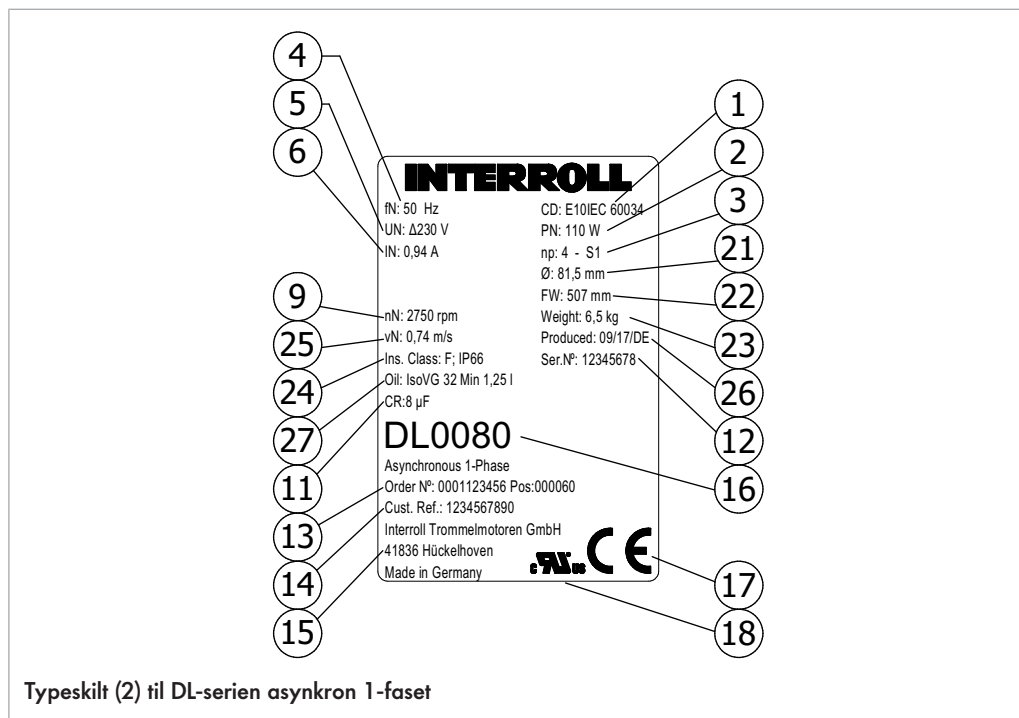 4
5
6
9
25
24
27
11
13
14
15
INTERROLL
fN: 50 Hz
UN: Δ230 V
IN: 0,94 A
nN: 2750 rpm
vN: 0,74 m/s
Ins. Class: F; IP66
Oil: IsoVG 32 Min 1,25 l
CR:8 µF
CD: E10IEC 60034
PN: 110 W
np: 4 - S1
Ø: 81,5 mm
FW: 507 mm
Weight: 6,5 kg
Produced: 09/17/DE
Ser.Nº: 12345678
DL0080
Asynchronous 1-Phase
Order Nº: 0001123456 Pos:000060
Cust. Ref.: 1234567890
Interroll Trommelmotoren GmbH
41836 Hückelhoven
Made in Germany
c RU us CE
1
2
3
21
22
23
26
12
16
17
18
Typeskilt (2) til DL-serien asynkron 1-faset